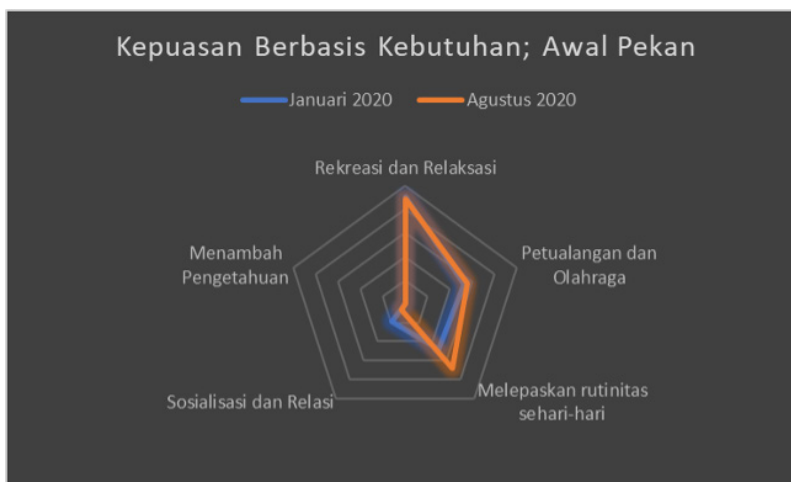 Kepuasan Berbasis Kebutuhan; Awal Pekan
Januari 2020
Agustus 2020
Rekreasi dan Relaksasi
Petualangan dan
Olahraga
Melepaskan rutinitas
sehari-hari
Sosialisasi dan Relasi
Menambah
Pengetahuan